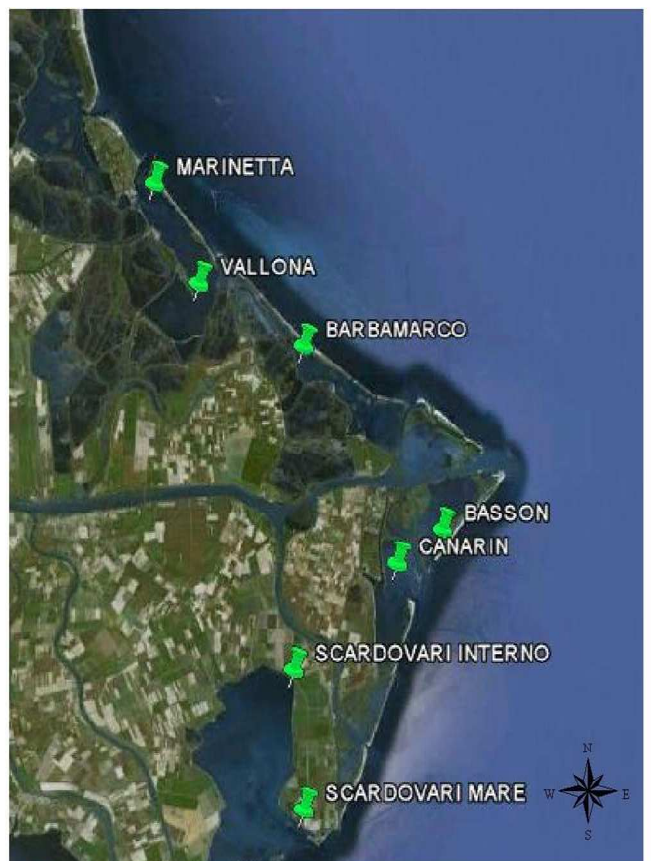 MARINETTA
VALLONA
BARBAMARCO
BASSON
CANARIN
SCARDOVARI INTERNO
SCARDOVARI MARE
N
W E
S